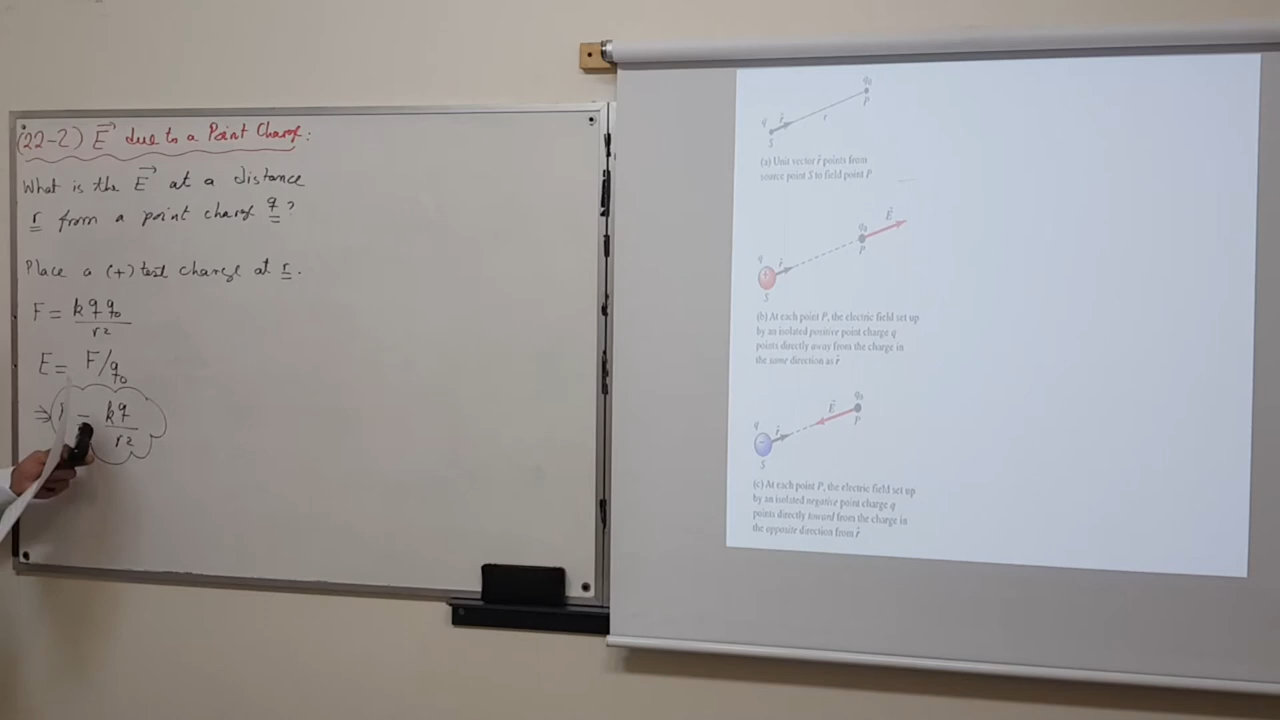 (22-2) E→ due to a Point Charge:
What is the E→ at a distance
r from a point charge q?
Place a (+) test charge at r.
F = kqq₀/r²
E = F/q₀
⇒ = kq/r²
q₀
P
r̂
q
r
S
(a) Unit vector r̂ points from
source point S to field point P
E→
q₀
P
q
r̂
+
S
(b) At each point P, the electric field set up
by an isolated positive point charge q
points directly away from the charge in
the same direction as r̂
q₀
E→
P
q
r̂
−
S
(c) At each point P, the electric field set up
by an isolated negative point charge q
points directly toward from the charge in
the opposite direction from r̂